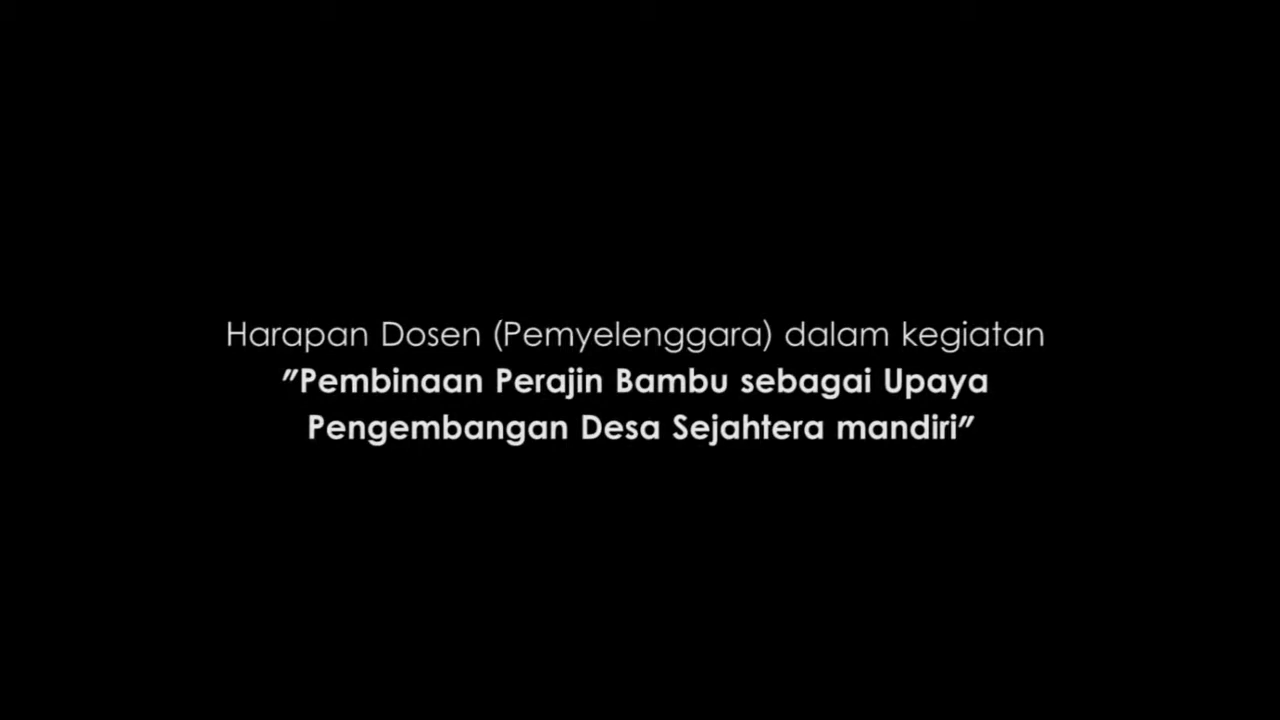 Harapan Dosen (Pemyelenggara) dalam kegiatan
"Pembinaan Perajin Bambu sebagai Upaya
Pengembangan Desa Sejahtera mandiri"